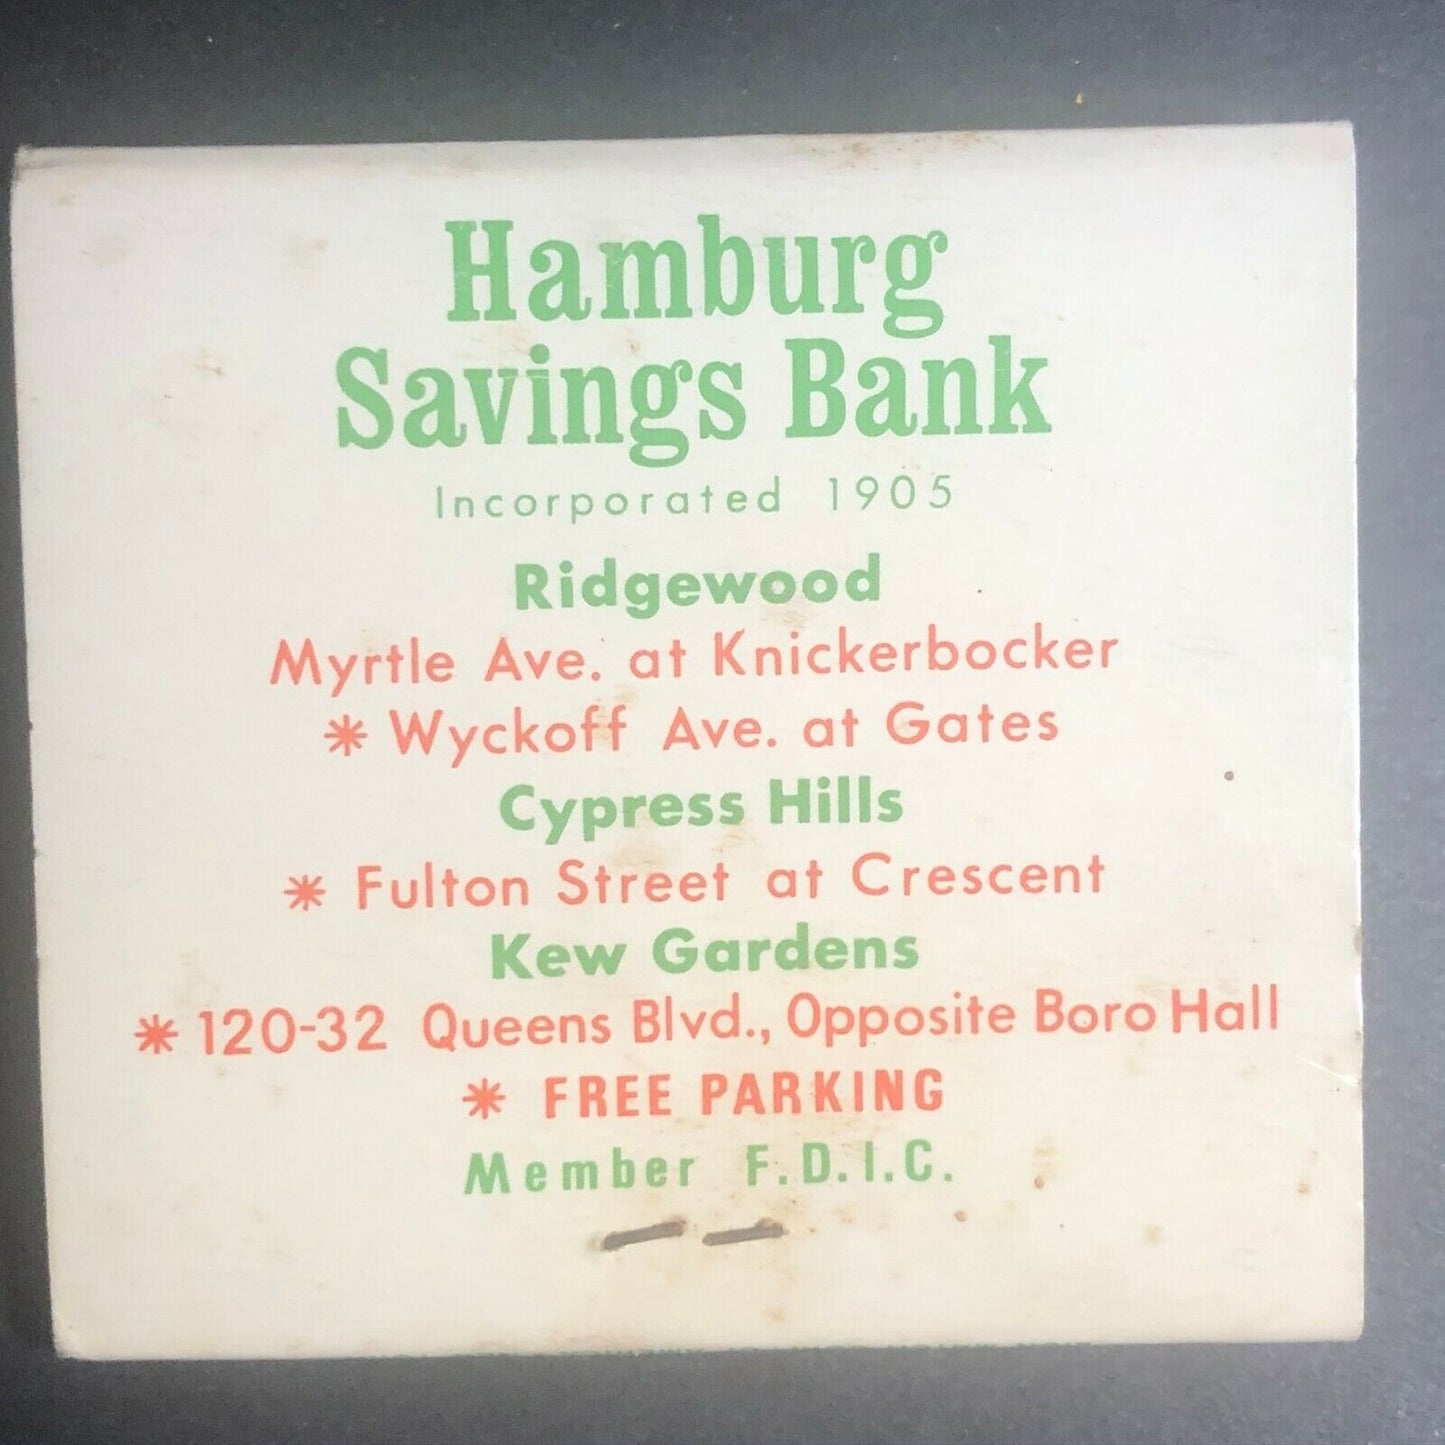 Hamburg
Savings Bank
Incorporated 1905
Ridgewood
Myrtle Ave. at Knickerbocker
* Wyckoff Ave. at Gates
Cypress Hills
* Fulton Street at Crescent
Kew Gardens
* 120-32 Queens Blvd., Opposite Boro Hall
* FREE PARKING
Member F.D.I.C.